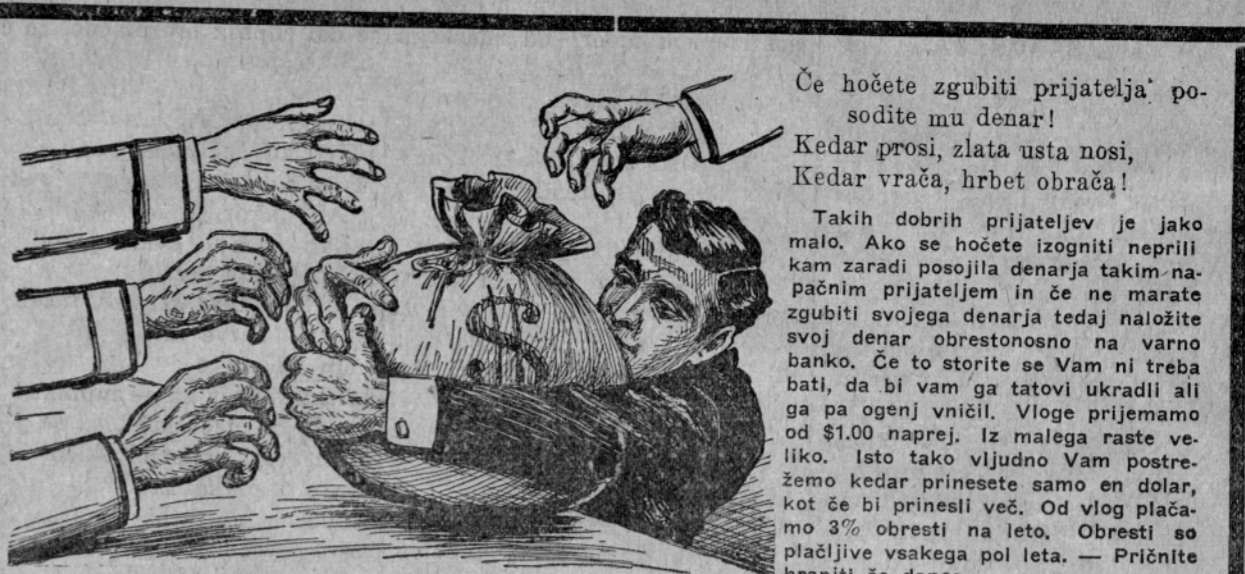 Če hočete zgubiti prijatelja po-
sodite mu denar!
Kedar prosi, zlata usta nosi,
Kedar vrača, hrbet obrača!
Takih dobrih prijateljev je jako
malo. Ako se hočete izogniti neprili
kam zaradi posojila denarja takim na-
pačnim prijateljem in če ne marate
zgubiti svojega denarja tedaj naložite
svoj denar obrestonosno na varno
banko. Če to storite se Vam ni treba
bati, da bi vam ga tatovi ukradli ali
ga pa ogenj vničil. Vloge prijemamo
od $1.00 naprej. Iz malega raste ve-
liko. Isto tako vljudno Vam postre-
žemo kedar prinesete samo en dolar,
kot če bi prinesli več. Od vlog plača-
mo 3% obresti na leto. Obresti so
plačljive vsakega pol leta. — Pričnite
$